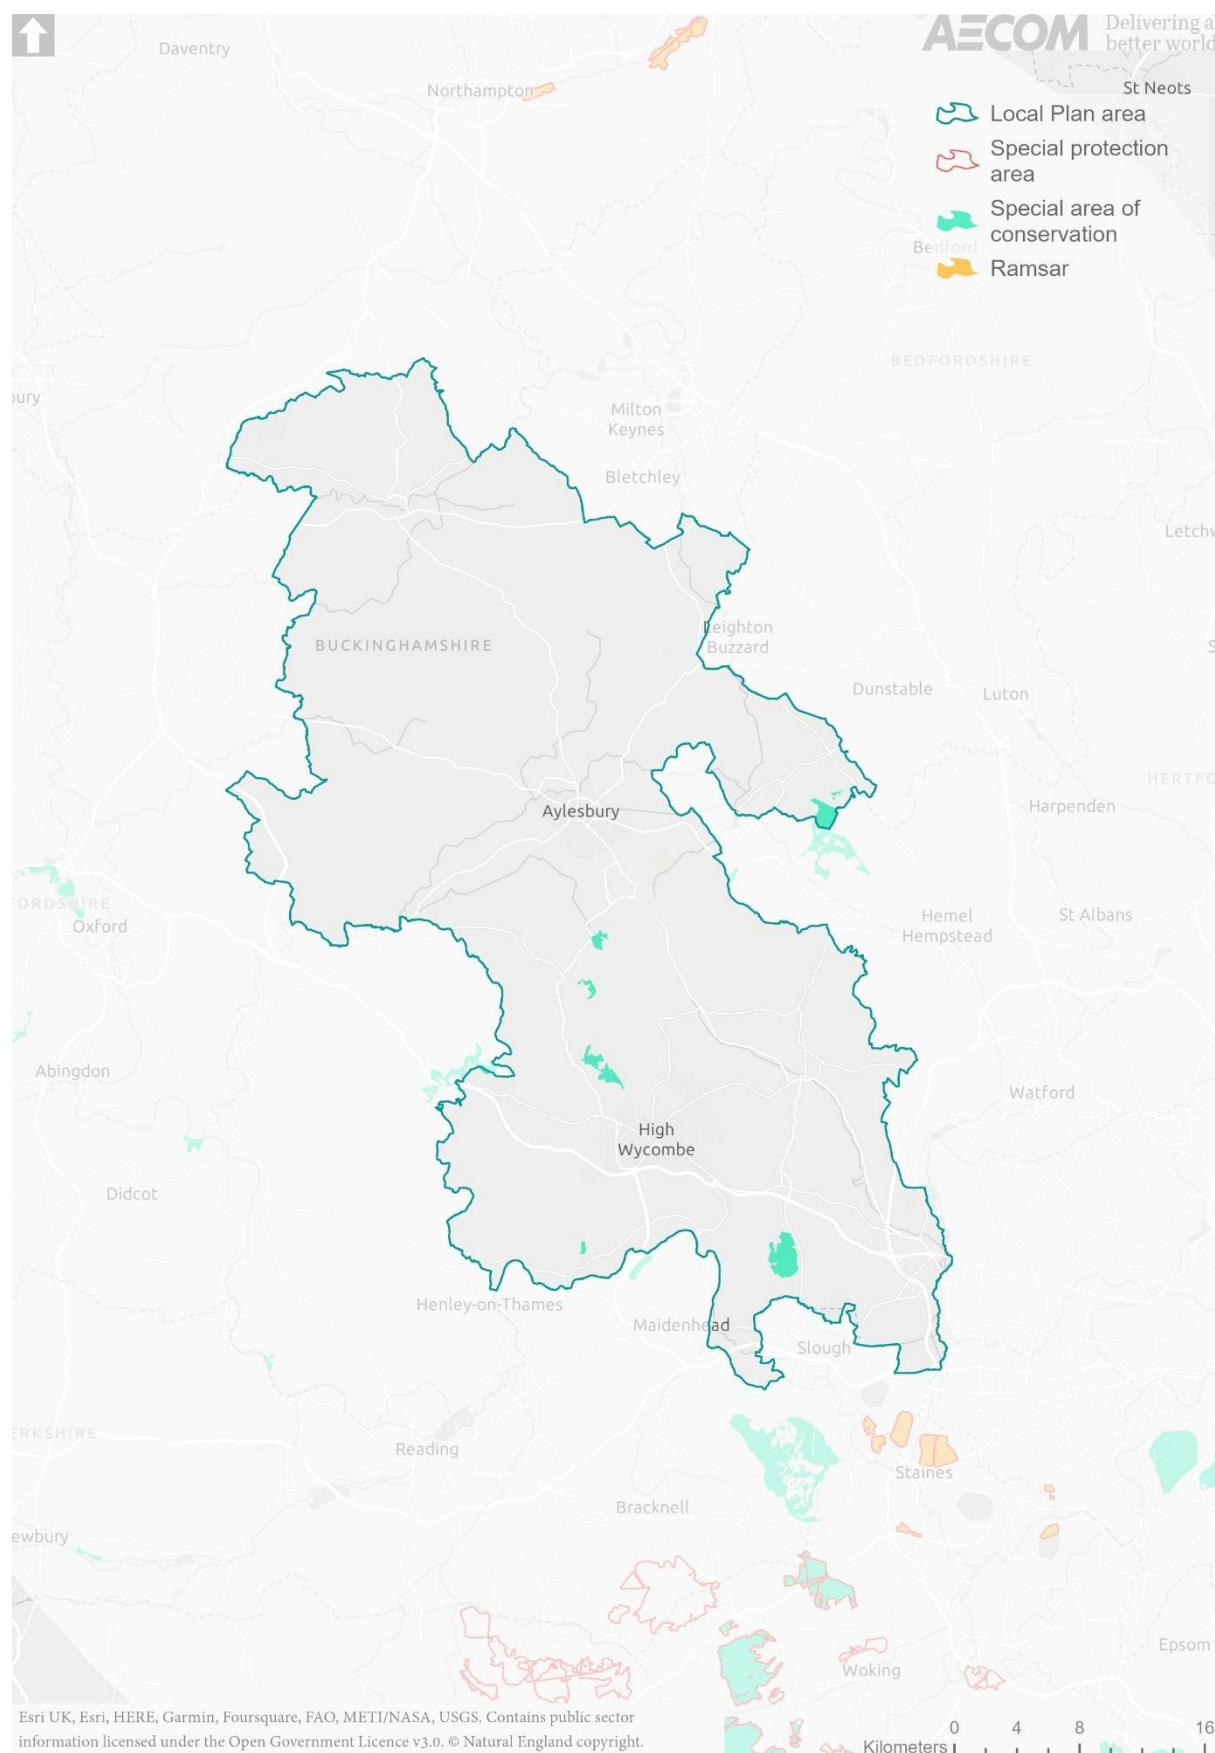 AECOM
Delivering a
better world
Daventry
Northampton
St Neots
Local Plan area
Special protection
area
Special area of
conservation
Bedford
Ramsar
BEDFORDSHIRE
bury
Milton
Keynes
Bletchley
Letchw
Leighton
Buzzard
BUCKINGHAMSHIRE
Dunstable
Luton
HERTFO
Harpenden
Aylesbury
FORDSHIRE
Oxford
Hemel
Hempstead
St Albans
Abingdon
Watford
High
Wycombe
Didcot
Henley-on-Thames
Maidenhead
Slough
ERKSHIRE
Reading
Staines
Bracknell
ewbury
Woking
Epsom
Esri UK, Esri, HERE, Garmin, Foursquare, FAO, METI/NASA, USGS. Contains public sector
information licensed under the Open Government Licence v3.0. © Natural England copyright.
0 4 8 16
Kilometers